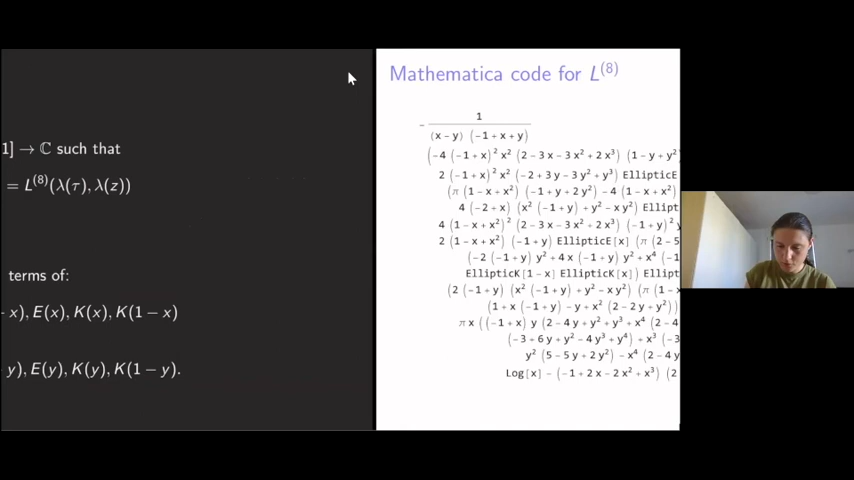 1] → ℂ such that
= L^(8)(λ(τ), λ(z))
terms of:
- x), E(x), K(x), K(1 − x)
y), E(y), K(y), K(1 − y).
Mathematica code for L^(8)
- 1
(x - y) (-1 + x + y)
(-4 (-1 + x)^2 x^2 (2 - 3 x - 3 x^2 + 2 x^3) (1 - y + y^2)
2 (-1 + x)^2 x^2 (-2 + 3 y - 3 y^2 + y^3) EllipticE
(π (1 - x + x^2) (-1 + y + 2 y^2) - 4 (1 - x + x^2)
4 (-2 + x) (x^2 (-1 + y) + y^2 - x y^2) Ellipt
4 (1 - x + x^2)^2 (2 - 3 x - 3 x^2 + 2 x^3) (-1 + y)^2 y
2 (1 - x + x^2) (-1 + y) EllipticE[x] (π (2 - 5
(-2 (-1 + y) y^2 + 4 x (-1 + y) y^2 + x^4 (-1
EllipticK[1 - x] EllipticK[x]) Ellipt
(2 (-1 + y) (x^2 (-1 + y) + y^2 - x y^2) (π (1 - x
(1 + x (-1 + y) - y + x^2 (2 - 2 y + y^2))
π x ((-1 + x) y (2 - 4 y + y^2 + y^3 + x^4 (2 - 4
(-3 + 6 y + y^2 - 4 y^3 + y^4) + x^3 (-3
y^2 (5 - 5 y + 2 y^2) - x^4 (2 - 4 y
Log[x] - (-1 + 2 x - 2 x^2 + x^3) (2